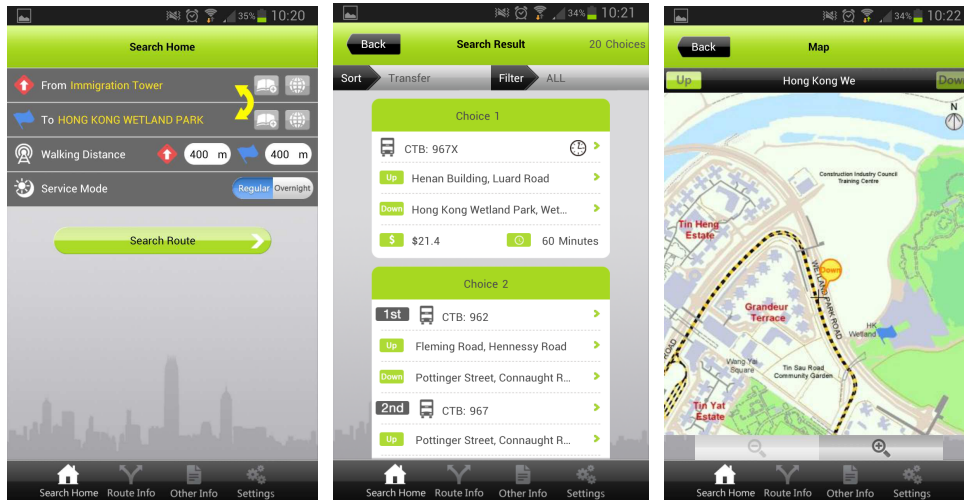 35% 10:20
Search Home
From Immigration Tower
To HONG KONG WETLAND PARK
Walking Distance 400 m 400 m
Service Mode Regular Overnight
Search Route
Search Home Route Info Other Info Settings
34% 10:21
Back Search Result 20 Choices
Sort Transfer Filter ALL
Choice 1
CTB: 967X
Up Henan Building, Luard Road
Down Hong Kong Wetland Park, Wet...
$ $21.4 60 Minutes
Choice 2
1st CTB: 962
Up Fleming Road, Hennessy Road
Down Pottinger Street, Connaught R...
2nd CTB: 967
Up Pottinger Street, Connaught R...
Search Home Route Info Other Info Settings
34% 10:22
Back Map
Up Hong Kong We Down
N
Construction Industry Council
Training Centre
Tin Heng
Estate
Down
WETLAND PARK ROAD
Grandeur
Terrace
HK
Wetland
Wang Yat
Square
Tin Sau Road
Community Garden
ROAD
Tin Yat
Estate
Search Home Route Info Other Info Settings